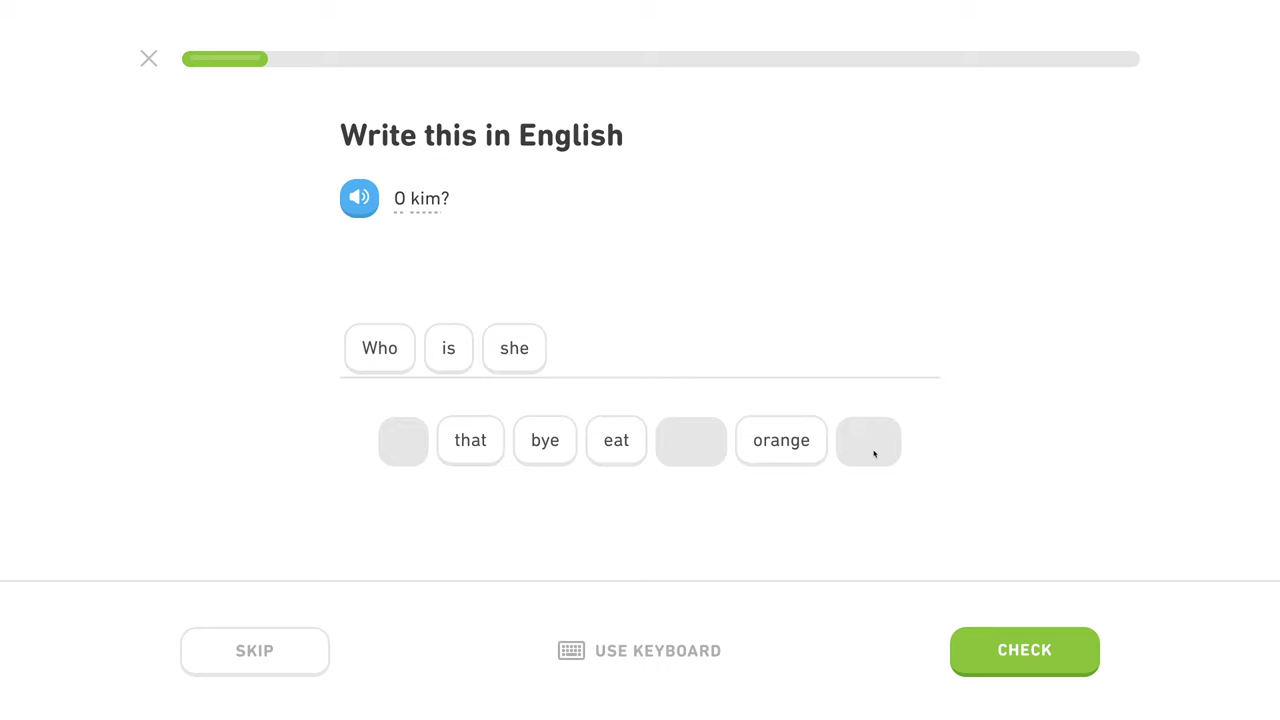 Write this in English
O kim?
Who is she
that bye eat orange
SKIP USE KEYBOARD CHECK